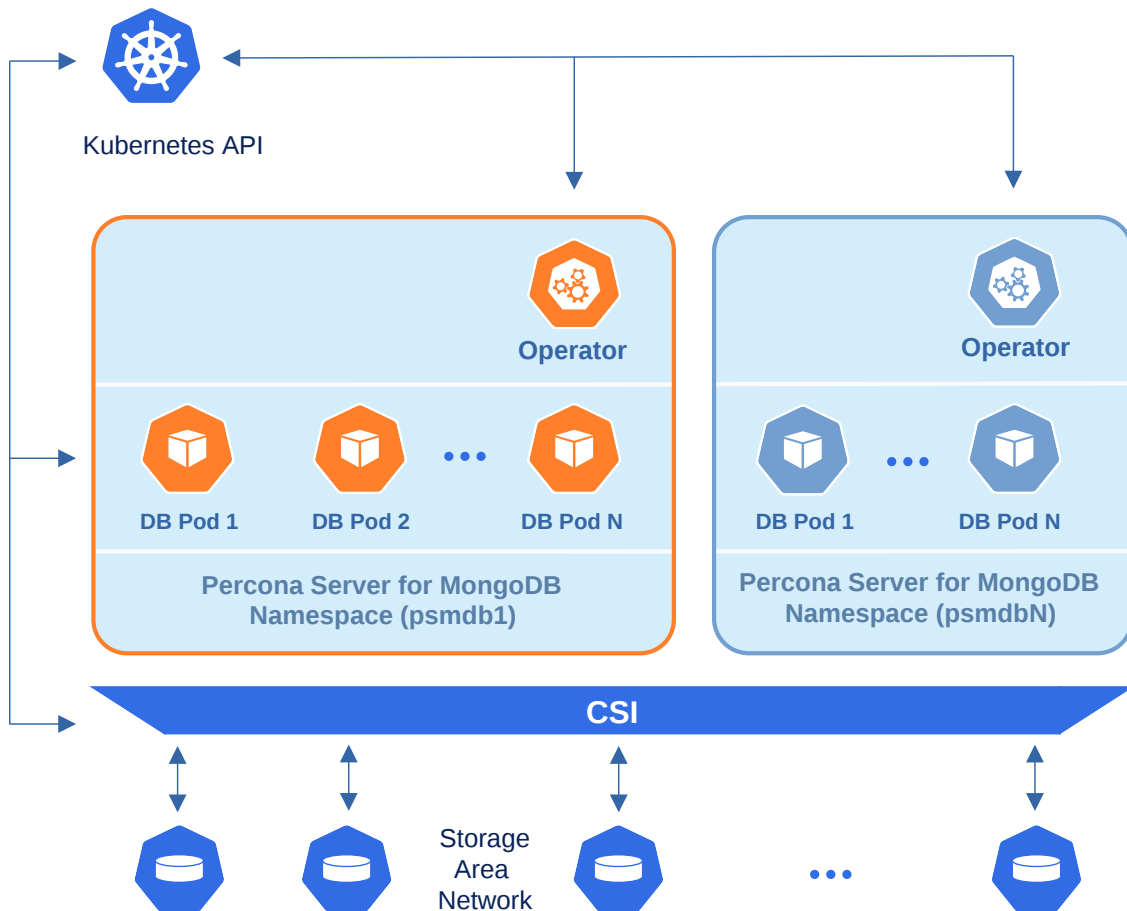 Kubernetes API
Operator
Operator
DB Pod 1
DB Pod 2
DB Pod N
DB Pod 1
DB Pod N
Percona Server for MongoDB
Namespace (psmdb1)
Percona Server for MongoDB
Namespace (psmdbN)
CSI
Storage
Area
Network